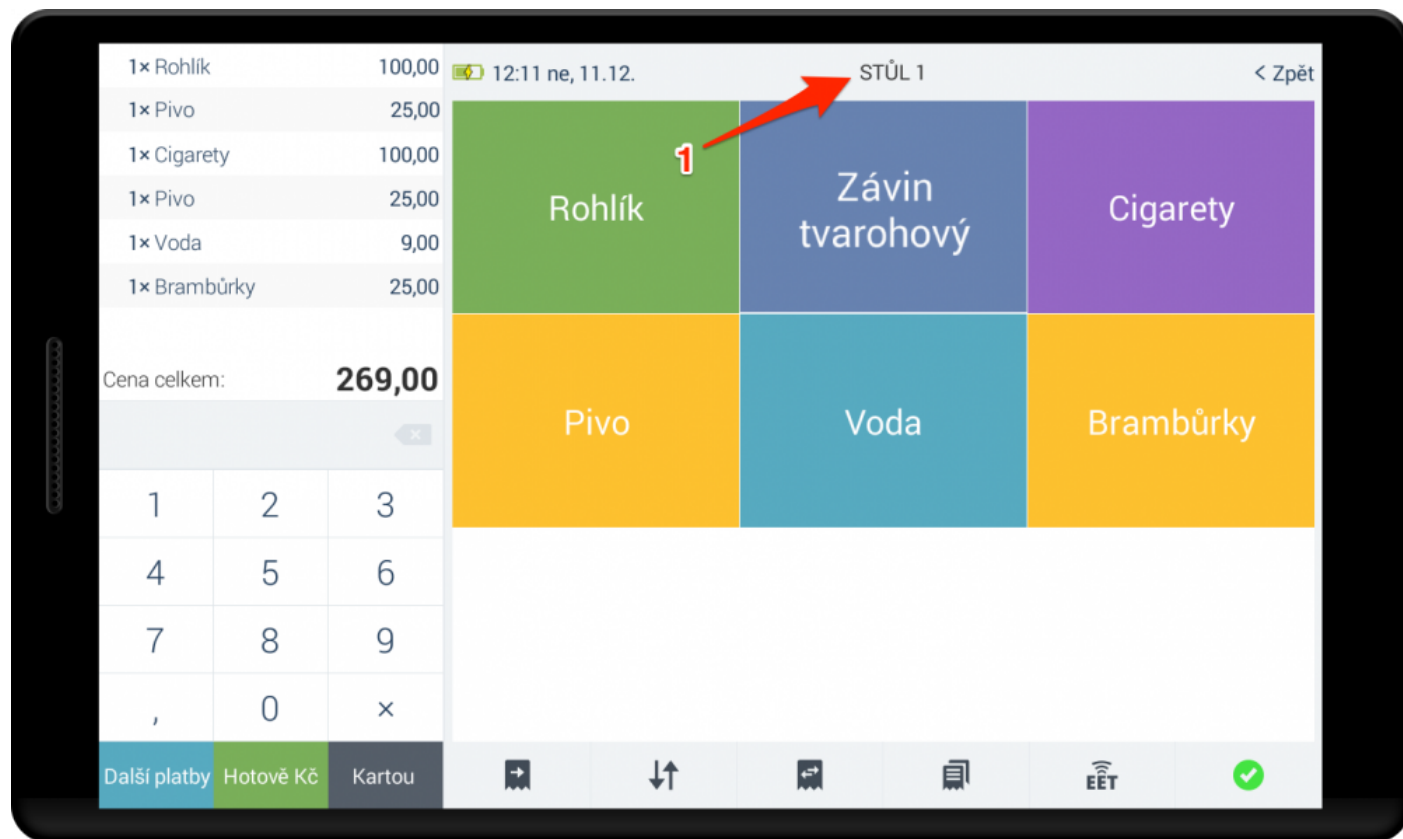 1× Rohlík 100,00
1× Pivo 25,00
1× Cigarety 100,00
1× Pivo 25,00
1× Voda 9,00
1× Brambůrky 25,00
Cena celkem: 269,00
1 2 3
4 5 6
7 8 9
, 0 ×
Další platby Hotově Kč Kartou
12:11 ne, 11.12. STŮL 1 < Zpět
1
Rohlík
Závin
tvarohový
Cigarety
Pivo
Voda
Brambůrky
EET